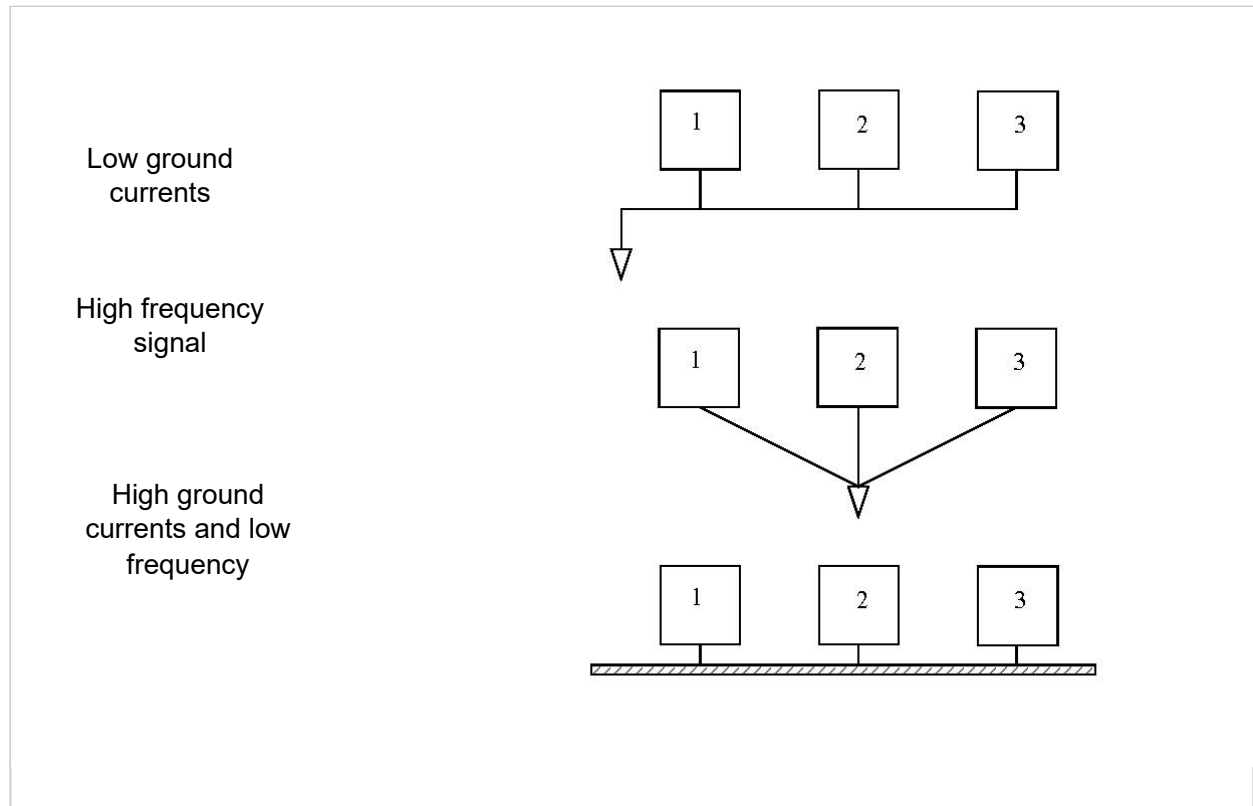 Low ground
currents
1 2 3
High frequency
signal
1 2 3
High ground
currents and low
frequency
1 2 3